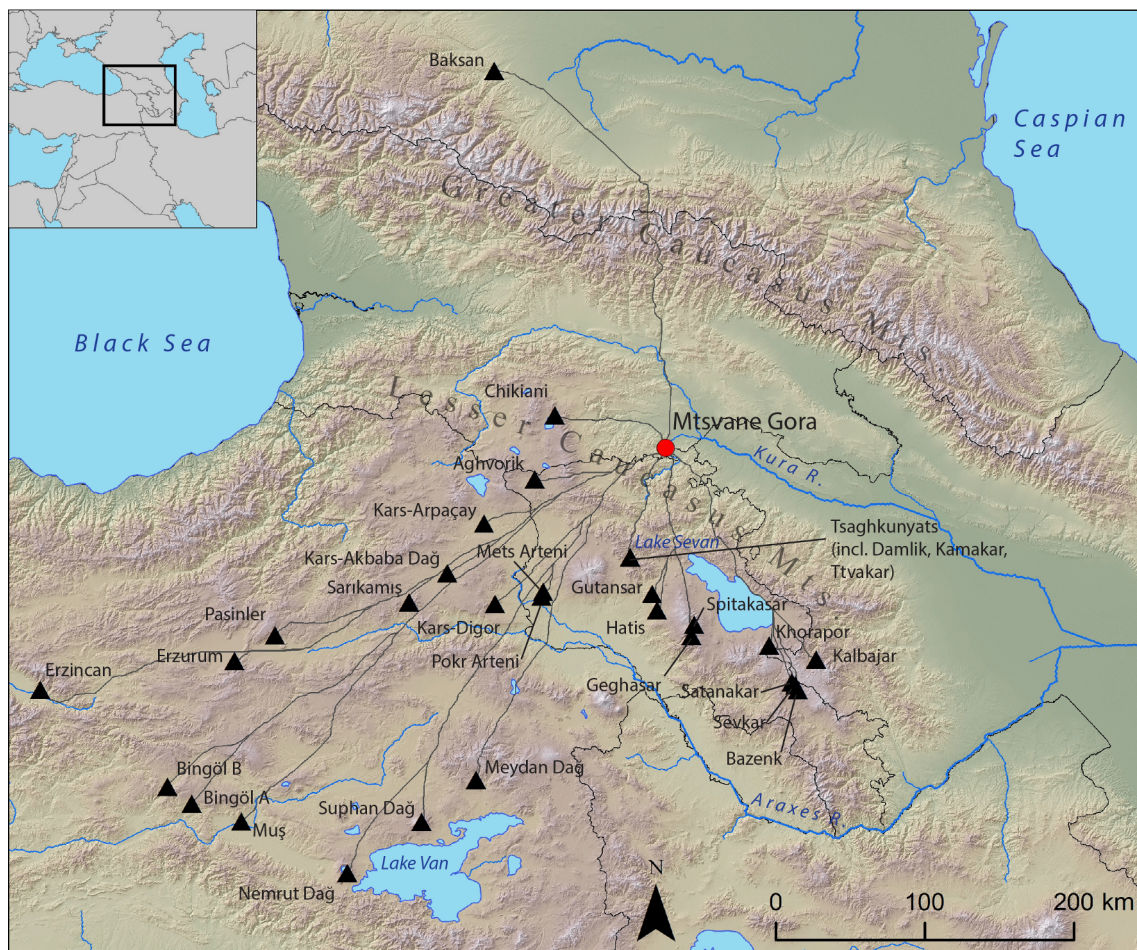 Baksan
Caspian
Sea
Greater Caucasus Mts.
Black Sea
Lesser Caucasus Mts.
Chikiani
Mtsvane Gora
Kura R.
Aghvorik
Kars-Arpaçay
Tsaghkunyats
(incl. Damlik, Kamakar,
Ttvakar)
Lake Sevan
Mets Arteni
Kars-Akbaba Dağ
Sarıkamış
Gutansar
Spitakasar
Pasinler
Kars-Digor
Hatis
Khorapor
Erzurum
Pokr Arteni
Kalbajar
Erzincan
Geghasar
Satanakar
Sevkar
Bazenk
Bingöl B
Meydan Dağ
Bingöl A
Suphan Dağ
Araxes R.
Muş
Lake Van
Nemrut Dağ
N
0 100 200 km